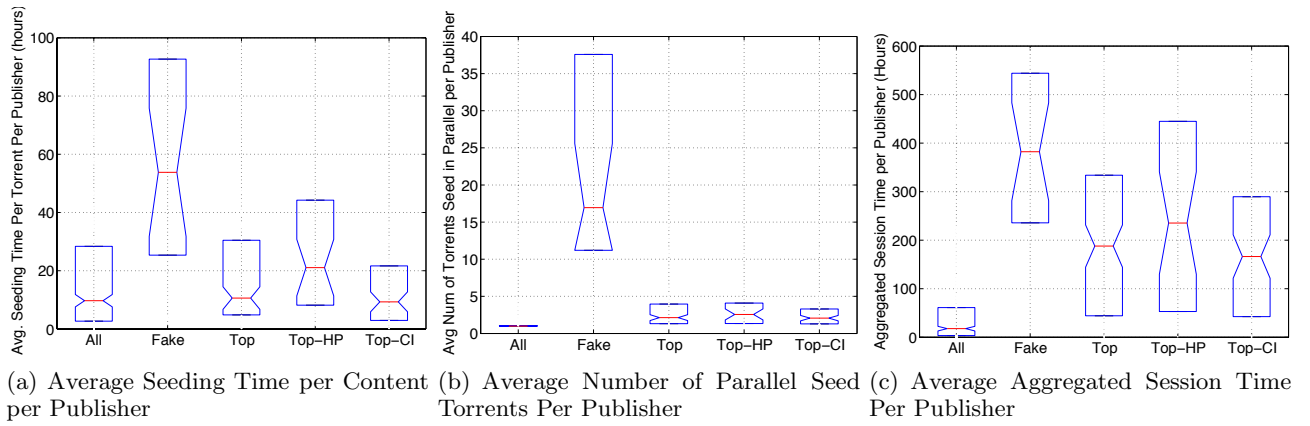 Avg. Seeding Time Per Torrent Per Publisher (hours)
100
80
60
40
20
0
All Fake Top Top-HP Top-CI
(a) Average Seeding Time per Content
per Publisher
Avg Num of Torrents Seed in Parallel per Publisher
40
35
30
25
20
15
10
5
0
All Fake Top Top-HP Top-CI
(b) Average Number of Parallel Seed
Torrents Per Publisher
Aggregated Session Time per Publisher (Hours)
600
500
400
300
200
100
0
All Fake Top Top-HP Top-CI
(c) Average Aggregated Session Time
Per Publisher